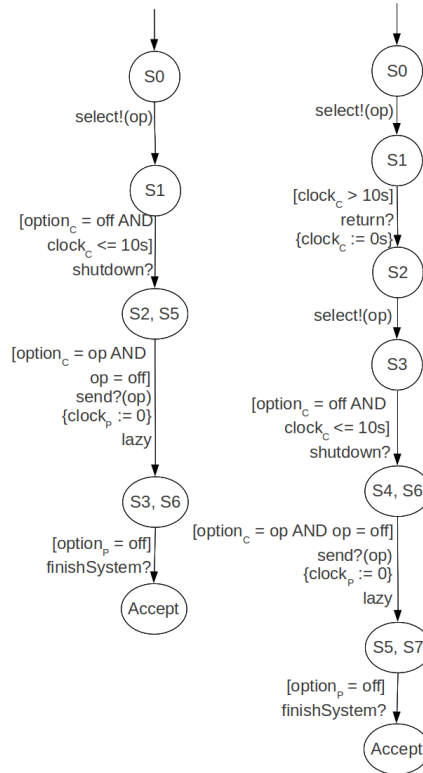 S0
select!(op)
S1
[option_C = off AND
clock_C <= 10s]
shutdown?
S2, S5
[option_C = op AND
op = off]
send?(op)
{clock_P := 0}
lazy
S3, S6
[option_P = off]
finishSystem?
Accept
S0
select!(op)
S1
[clock_C > 10s]
return?
{clock_C := 0s}
S2
select!(op)
S3
[option_C = off AND
clock_C <= 10s]
shutdown?
S4, S6
[option_C = op AND op = off]
send?(op)
{clock_P := 0}
lazy
S5, S7
[option_P = off]
finishSystem?
Accept